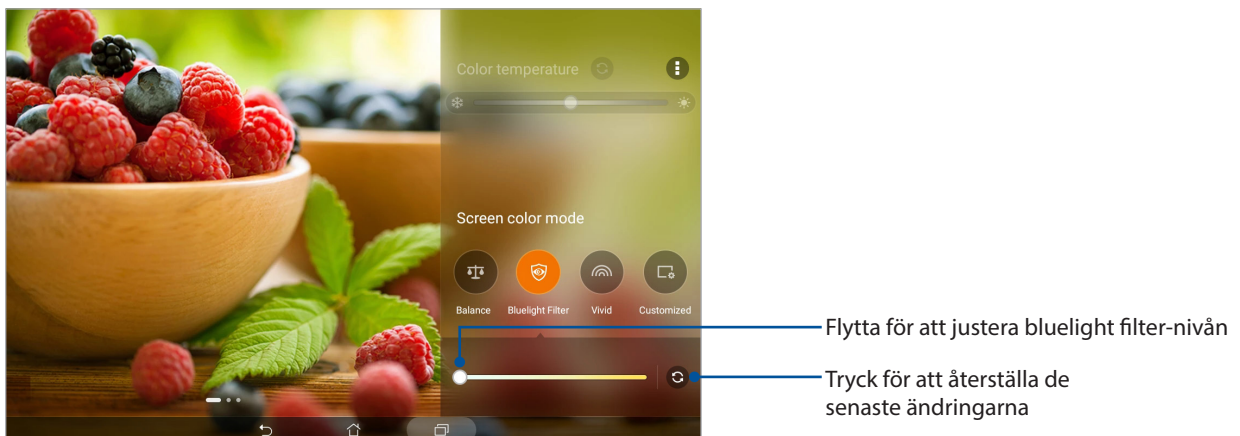 Color temperature
Screen color mode
Balance
Bluelight Filter
Vivid
Customized
Flytta för att justera bluelight filter-nivån
Tryck för att återställa de
senaste ändringarna